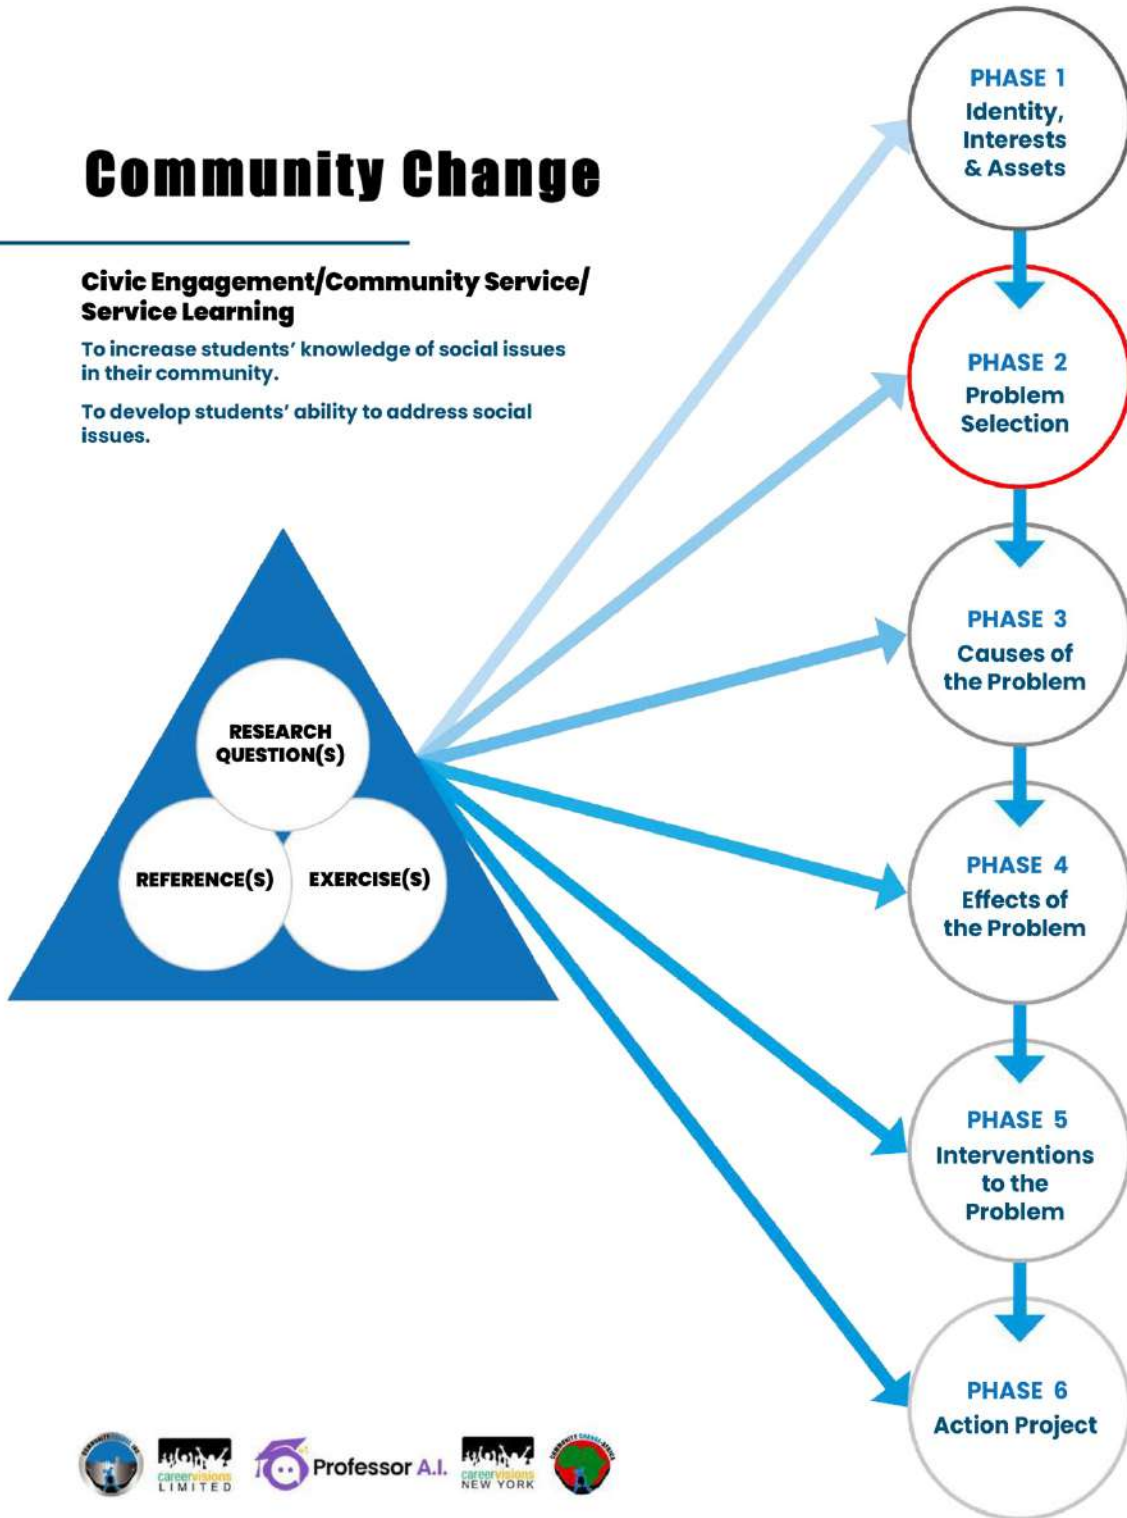 Community Change
Civic Engagement/Community Service/
Service Learning
To increase students' knowledge of social issues
in their community.
To develop students' ability to address social
issues.
RESEARCH
QUESTION(S)
REFERENCE(S)
EXERCISE(S)
PHASE 1
Identity,
Interests
& Assets
PHASE 2
Problem
Selection
PHASE 3
Causes of
the Problem
PHASE 4
Effects of
the Problem
PHASE 5
Interventions
to the
Problem
PHASE 6
Action Project
careervisions
LIMITED
Professor A.I.
careervisions
NEW YORK
COMMUNITY CHANGE AFRICA